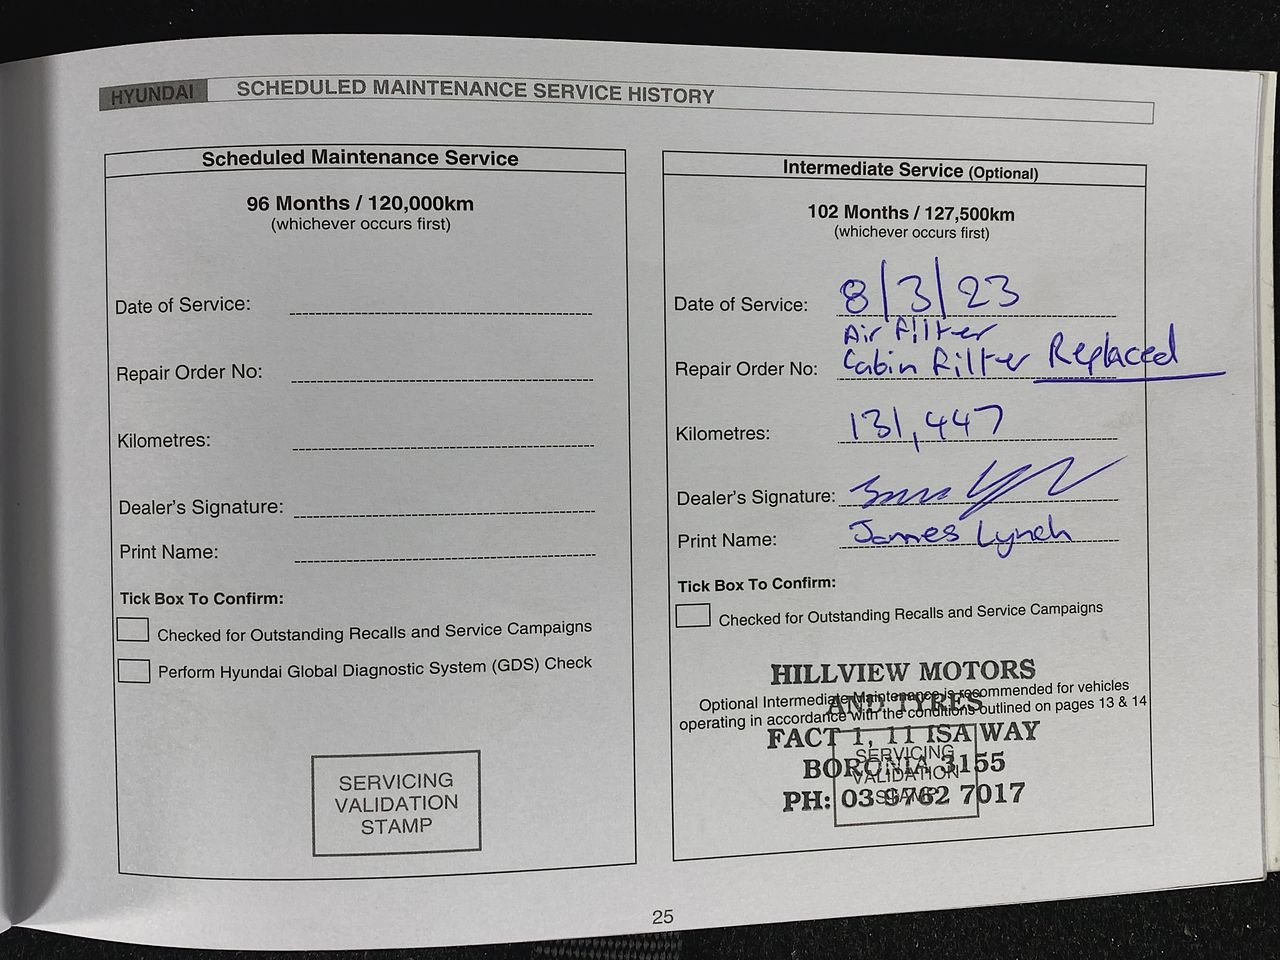 HYUNDAI SCHEDULED MAINTENANCE SERVICE HISTORY
Scheduled Maintenance Service
96 Months / 120,000km
(whichever occurs first)
Date of Service:
Repair Order No:
Kilometres:
Dealer's Signature:
Print Name:
Tick Box To Confirm:
Checked for Outstanding Recalls and Service Campaigns
Perform Hyundai Global Diagnostic System (GDS) Check
SERVICING
VALIDATION
STAMP
Intermediate Service (Optional)
102 Months / 127,500km
(whichever occurs first)
Date of Service: 8/3/23
Air Filter
Repair Order No: Cabin Filter Replaced
Kilometres: 131,447
Dealer's Signature:
Print Name: James Lynch
Tick Box To Confirm:
Checked for Outstanding Recalls and Service Campaigns
HILLVIEW MOTORS
Optional Intermediate Maintenance is recommended for vehicles
AND TYRES
operating in accordance with the conditions outlined on pages 13 & 14
FACT 1, 11 ISA WAY
SERVICING
BORONIA 3155
VALIDATION
STAMP
PH: 03 9762 7017
25